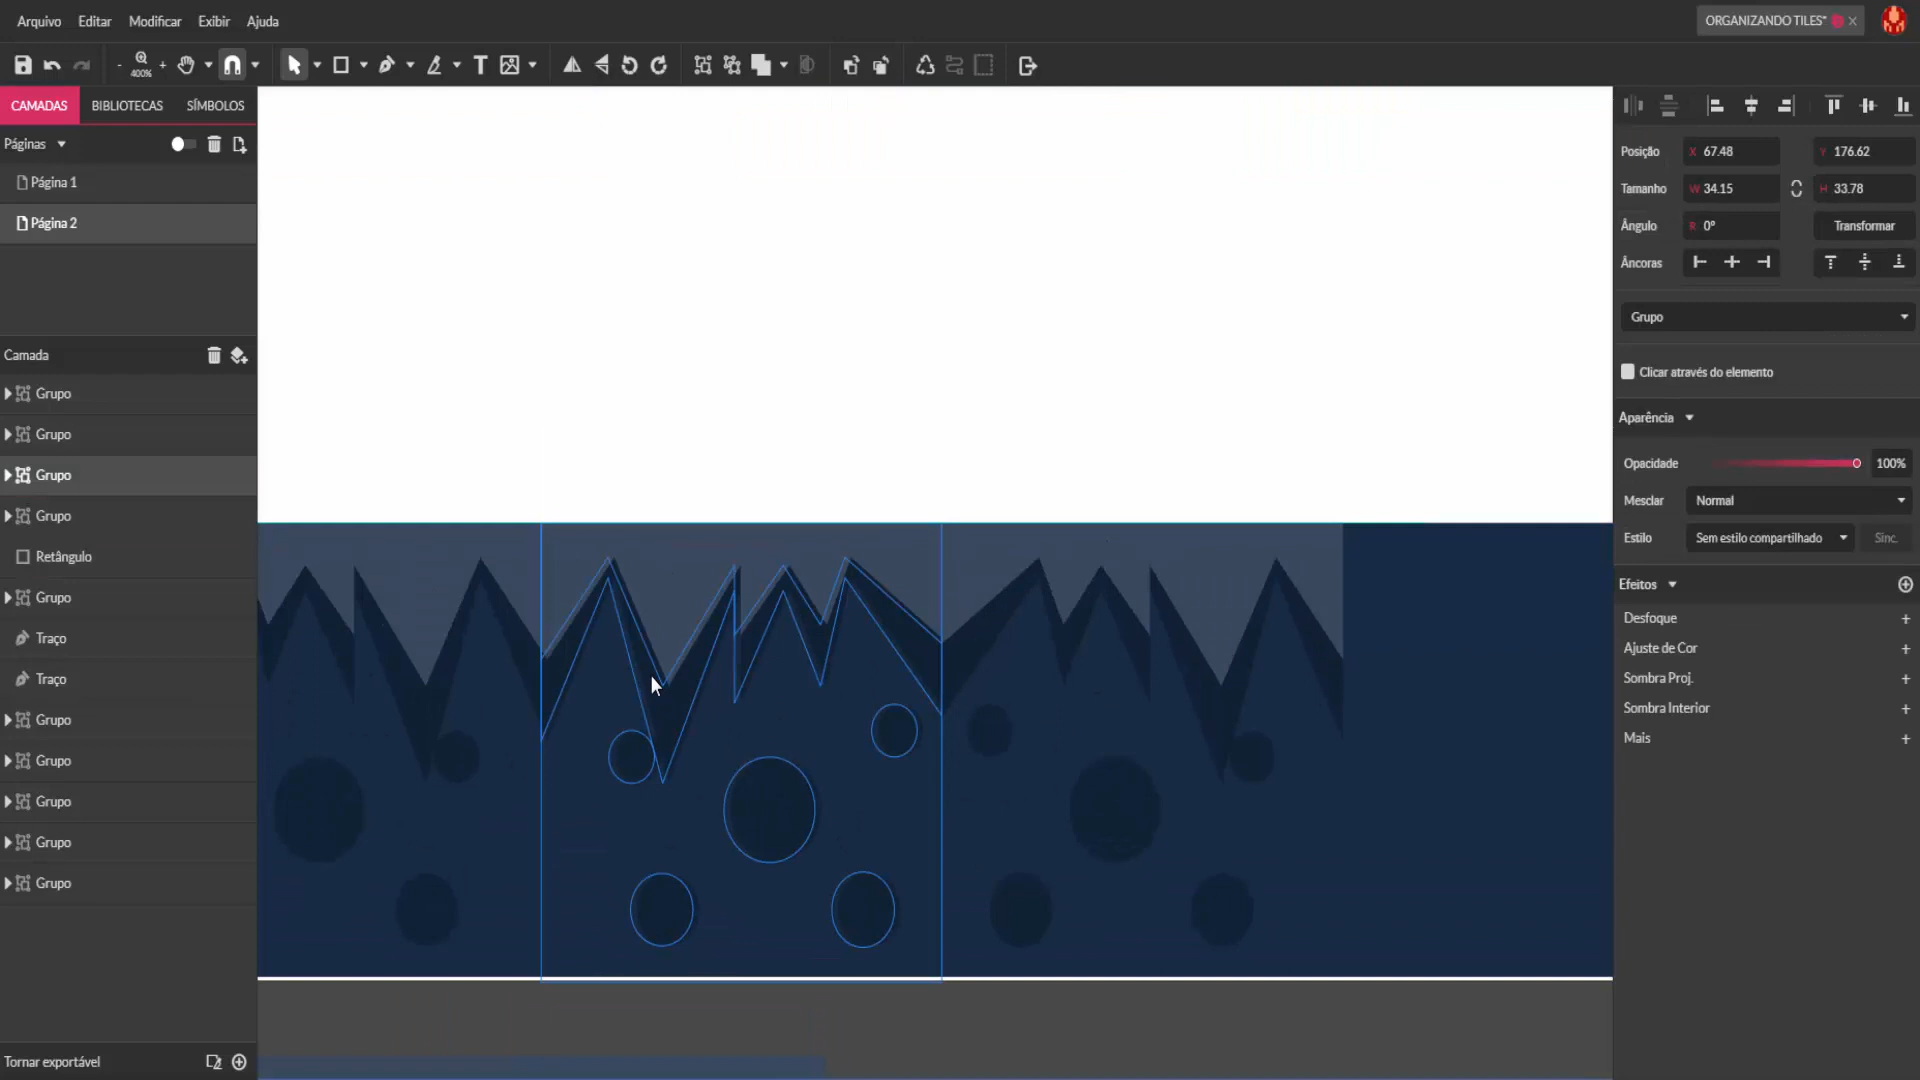 Arquivo Editar Modificar Exibir Ajuda
ORGANIZANDO TILES*
- 400% +
CAMADAS BIBLIOTECAS SÍMBOLOS
Páginas
Página 1
Página 2
Camada
Grupo
Grupo
Grupo
Grupo
Retângulo
Grupo
Traço
Traço
Grupo
Grupo
Grupo
Grupo
Grupo
Tornar exportável
Posição X 67.48 Y 176.62
Tamanho W 34.15 H 33.78
Ângulo R 0° Transformar
Âncoras
Grupo
Clicar através do elemento
Aparência
Opacidade 100%
Mesclar Normal
Estilo Sem estilo compartilhado Sinc.
Efeitos
Desfoque +
Ajuste de Cor +
Sombra Proj. +
Sombra Interior +
Mais +